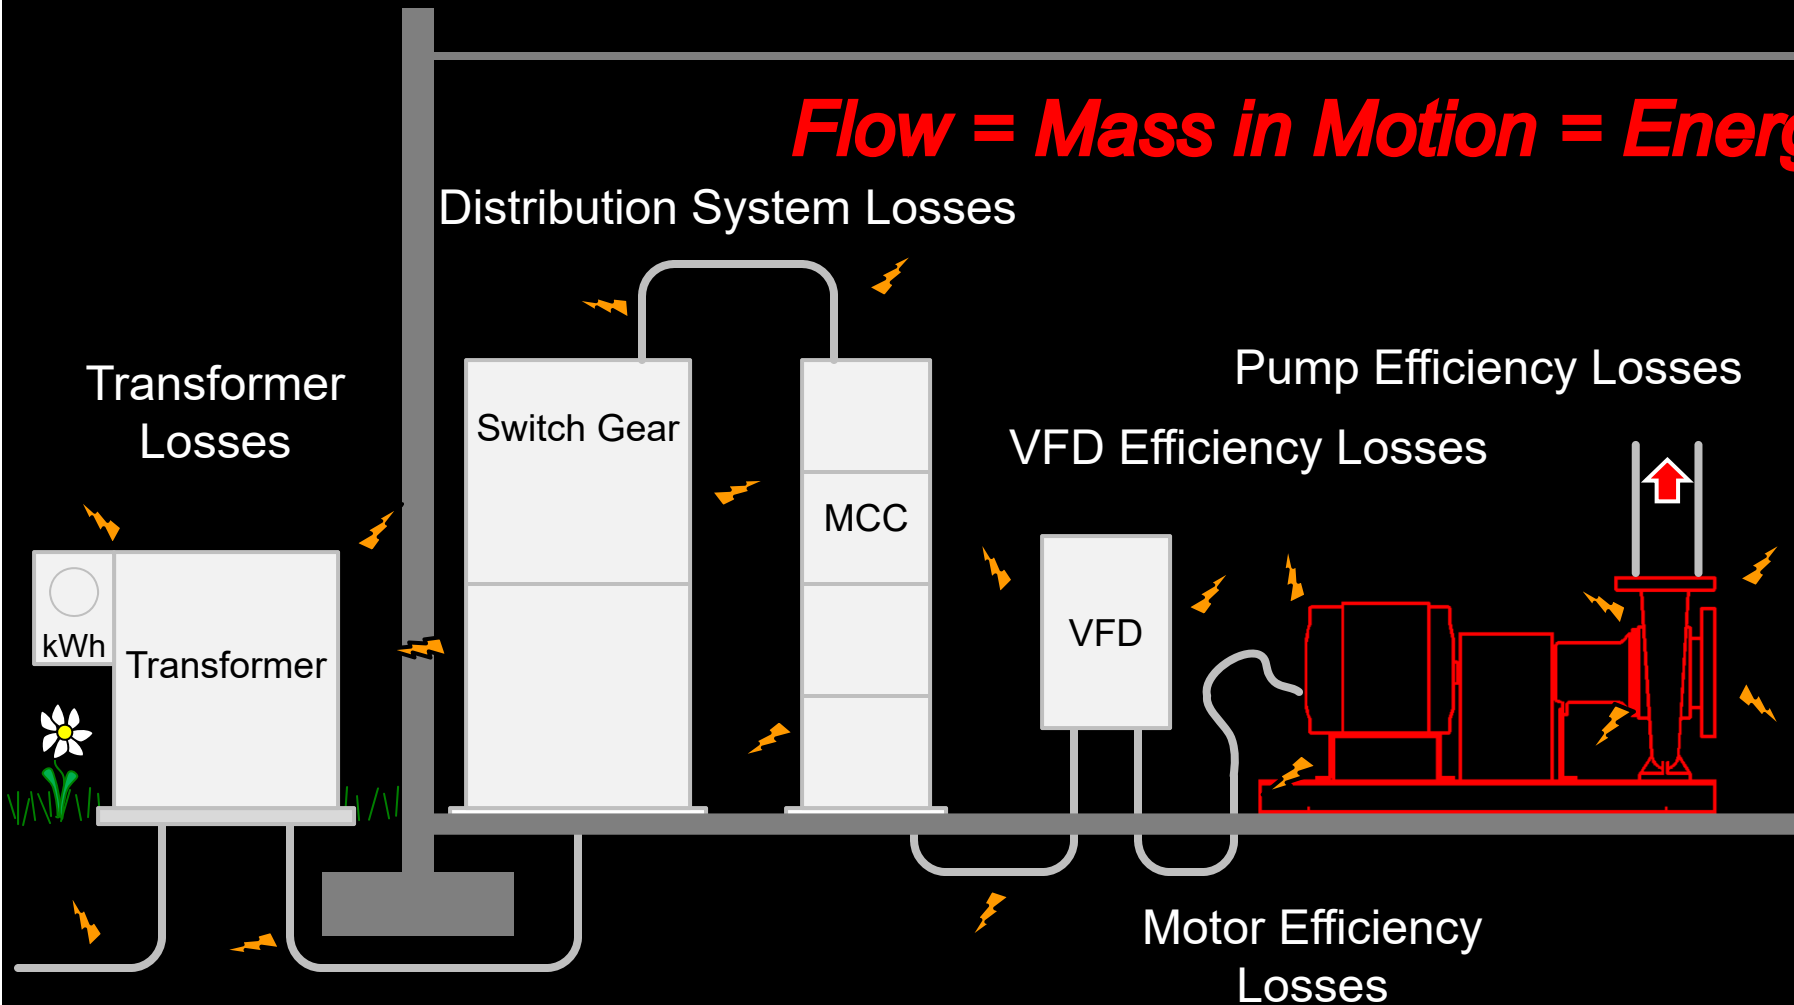 Flow = Mass in Motion = Energ
Distribution System Losses
Transformer
Losses
Pump Efficiency Losses
VFD Efficiency Losses
Switch Gear
MCC
VFD
kWh
Transformer
Motor Efficiency
Losses